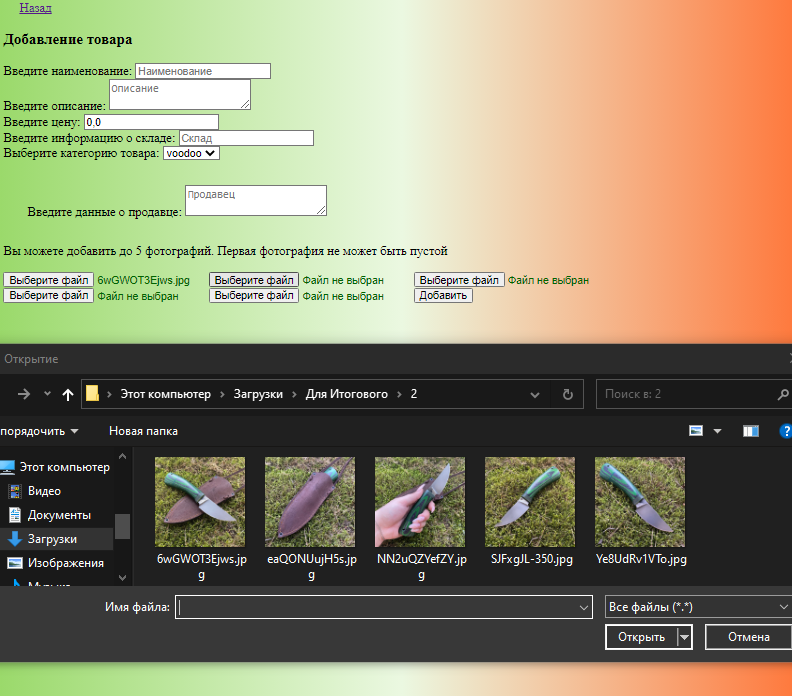 Назад
Добавление товара
Введите наименование: Наименование
Введите описание: Описание
Введите цену: 0,0
Введите информацию о складе: Склад
Выберите категорию товара: voodoo
Введите данные о продавце: Продавец
Вы можете добавить до 5 фотографий. Первая фотография не может быть пустой
Выберите файл 6wGWOT3Ejws.jpg Выберите файл Файл не выбран Выберите файл Файл не выбран
Выберите файл Файл не выбран Выберите файл Файл не выбран Добавить
Открытие
Этот компьютер Загрузки Для Итогового 2 Поиск в: 2
порядочить Новая папка
Этот компьютер
Видео
Документы
Загрузки
Изображения
Музыка
6wGWOT3Ejws.jp
g
eaQONUujH5s.jp
g
NN2uQZYefZY.jp
g
SJFxgJL-350.jpg
Ye8UdRv1VTo.jpg
Имя файла: Все файлы (*.*)
Открыть Отмена